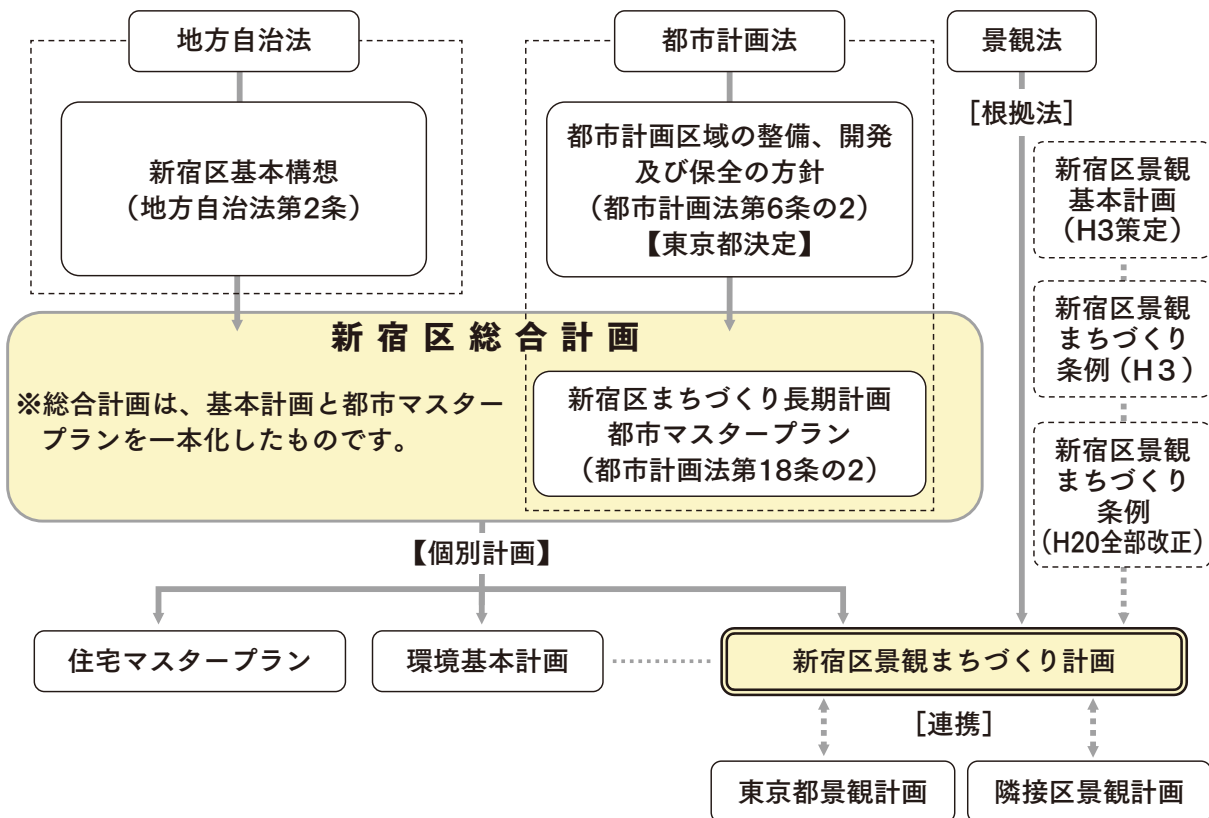 地方自治法
都市計画法
景観法
新宿区基本構想
（地方自治法第2条）
都市計画区域の整備、開発
及び保全の方針
（都市計画法第6条の2）
【東京都決定】
［根拠法］
新宿区景観
基本計画
（H3策定）
新宿区景観
まちづくり
条例（H３）
新宿区景観
まちづくり
条例
（H20全部改正）
新宿区総合計画
※総合計画は、基本計画と都市マスター
プランを一本化したものです。
新宿区まちづくり長期計画
都市マスタープラン
（都市計画法第18条の2）
【個別計画】
住宅マスタープラン
環境基本計画
新宿区景観まちづくり計画
［連携］
東京都景観計画
隣接区景観計画